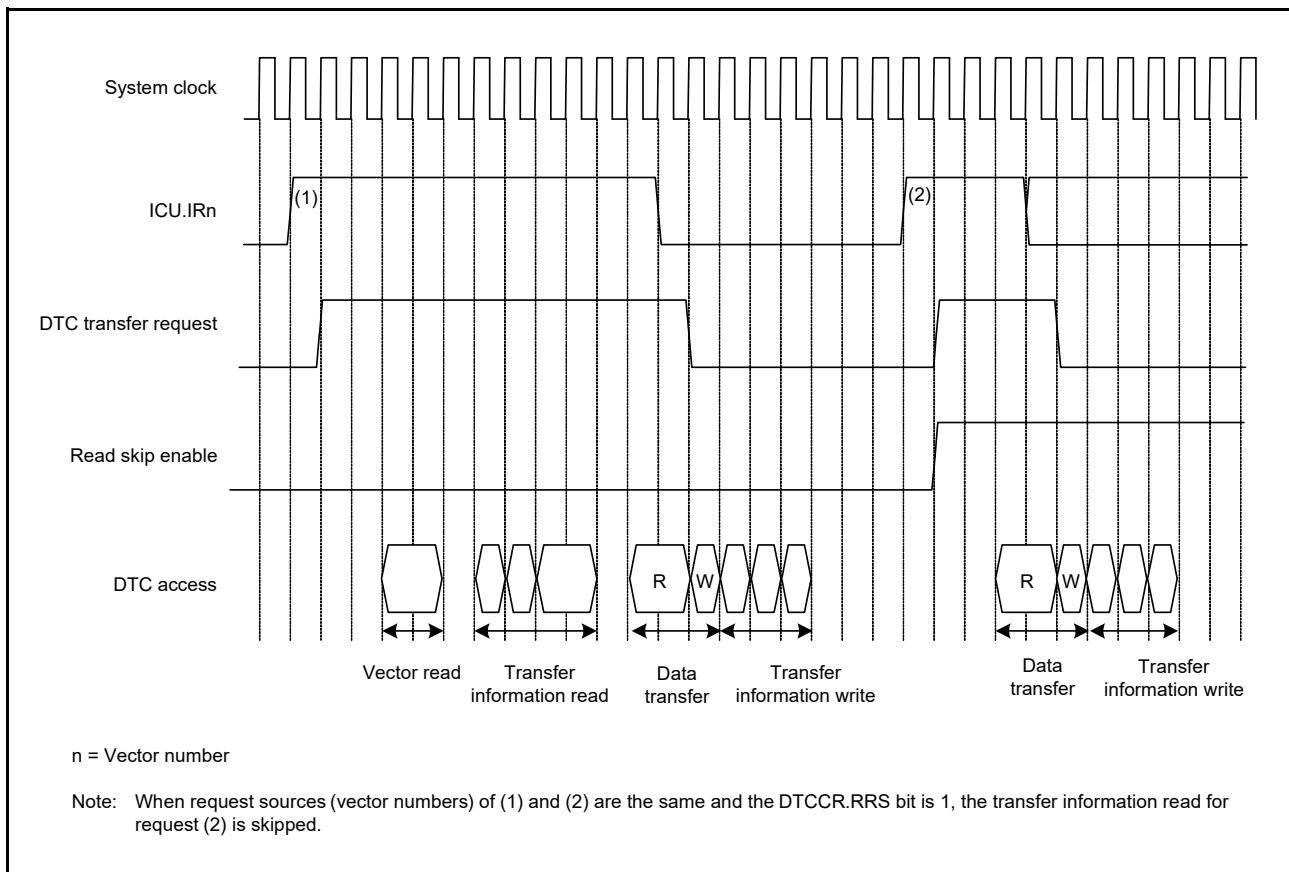 System clock
(1)
(2)
ICU.IRn
DTC transfer request
Read skip enable
DTC access
R
W
R
W
Vector read
Transfer
information read
Data
transfer
Transfer
information write
Data
transfer
Transfer
information write
n = Vector number
Note: When request sources (vector numbers) of (1) and (2) are the same and the DTCCR.RRS bit is 1, the transfer information read for
request (2) is skipped.